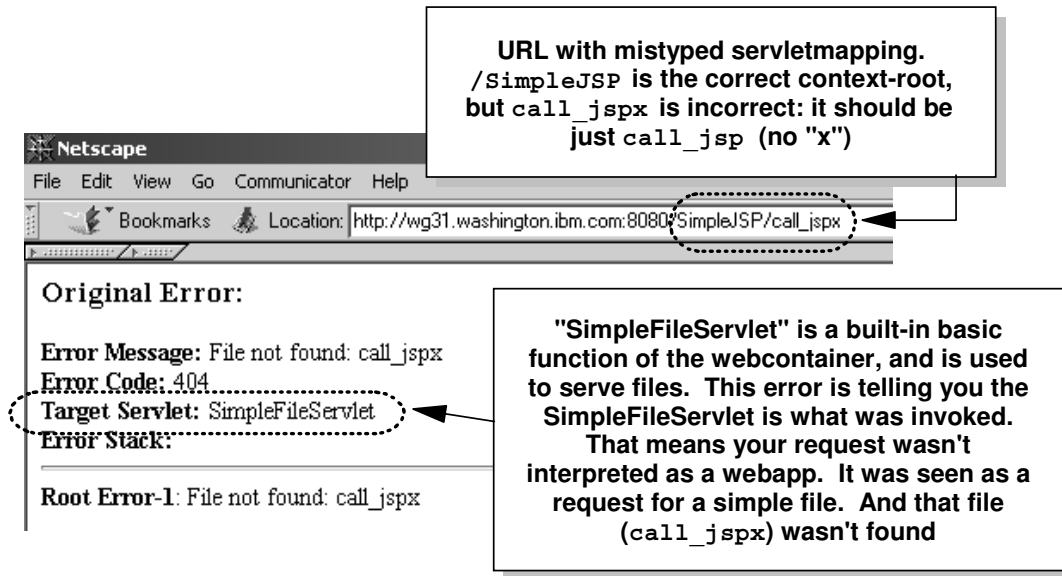 URL with mistyped servletmapping.
/SimpleJSP is the correct context-root,
but call_jspx is incorrect: it should be
just call_jsp (no "x")
Netscape
File Edit View Go Communicator Help
Bookmarks Location: http://wg31.washington.ibm.com:8080/SimpleJSP/call_jspx
Original Error:
Error Message: File not found: call_jspx
Error Code: 404
Target Servlet: SimpleFileServlet
Error Stack:
Root Error-1: File not found: call_jspx
"SimpleFileServlet" is a built-in basic
function of the webcontainer, and is used
to serve files. This error is telling you the
SimpleFileServlet is what was invoked.
That means your request wasn't
interpreted as a webapp. It was seen as a
request for a simple file. And that file
(call_jspx) wasn't found